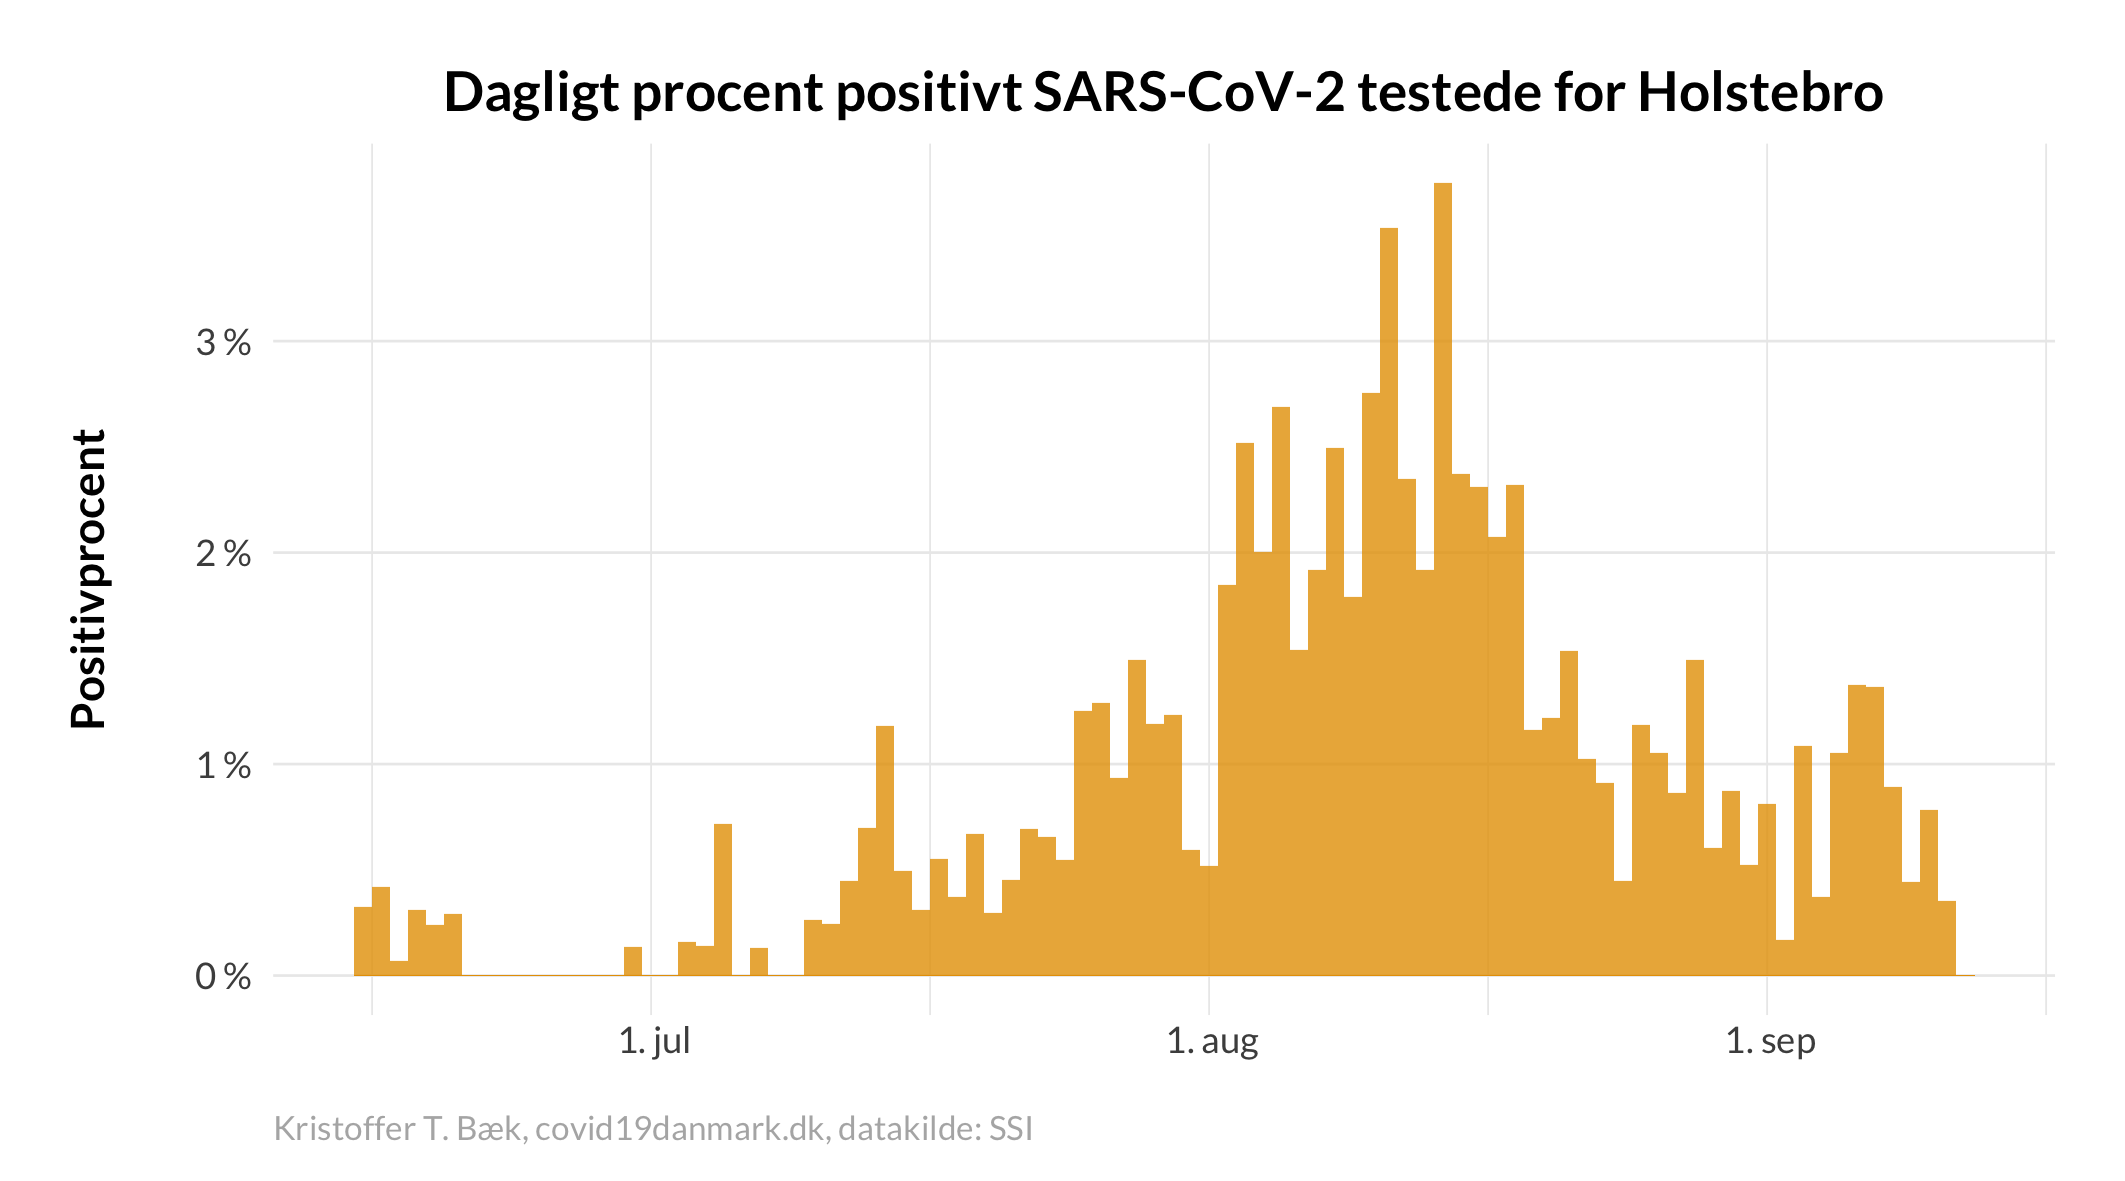 Dagligt procent positivt SARS-CoV-2 testede for Holstebro
Positivprocent
3 %
2 %
1 %
0 %
1. jul
1. aug
1. sep
Kristoffer T. Bæk, covid19danmark.dk, datakilde: SSI